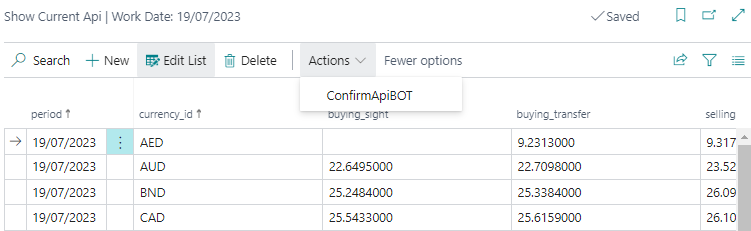 Show Current Api | Work Date: 19/07/2023 Saved
Search New Edit List Delete Actions Fewer options
ConfirmApiBOT
period ↑ currency_id ↑ buying_sight buying_transfer selling
19/07/2023 AED 9.2313000 9.317
19/07/2023 AUD 22.6495000 22.7098000 23.52
19/07/2023 BND 25.2484000 25.3384000 26.09
19/07/2023 CAD 25.5433000 25.6159000 26.10